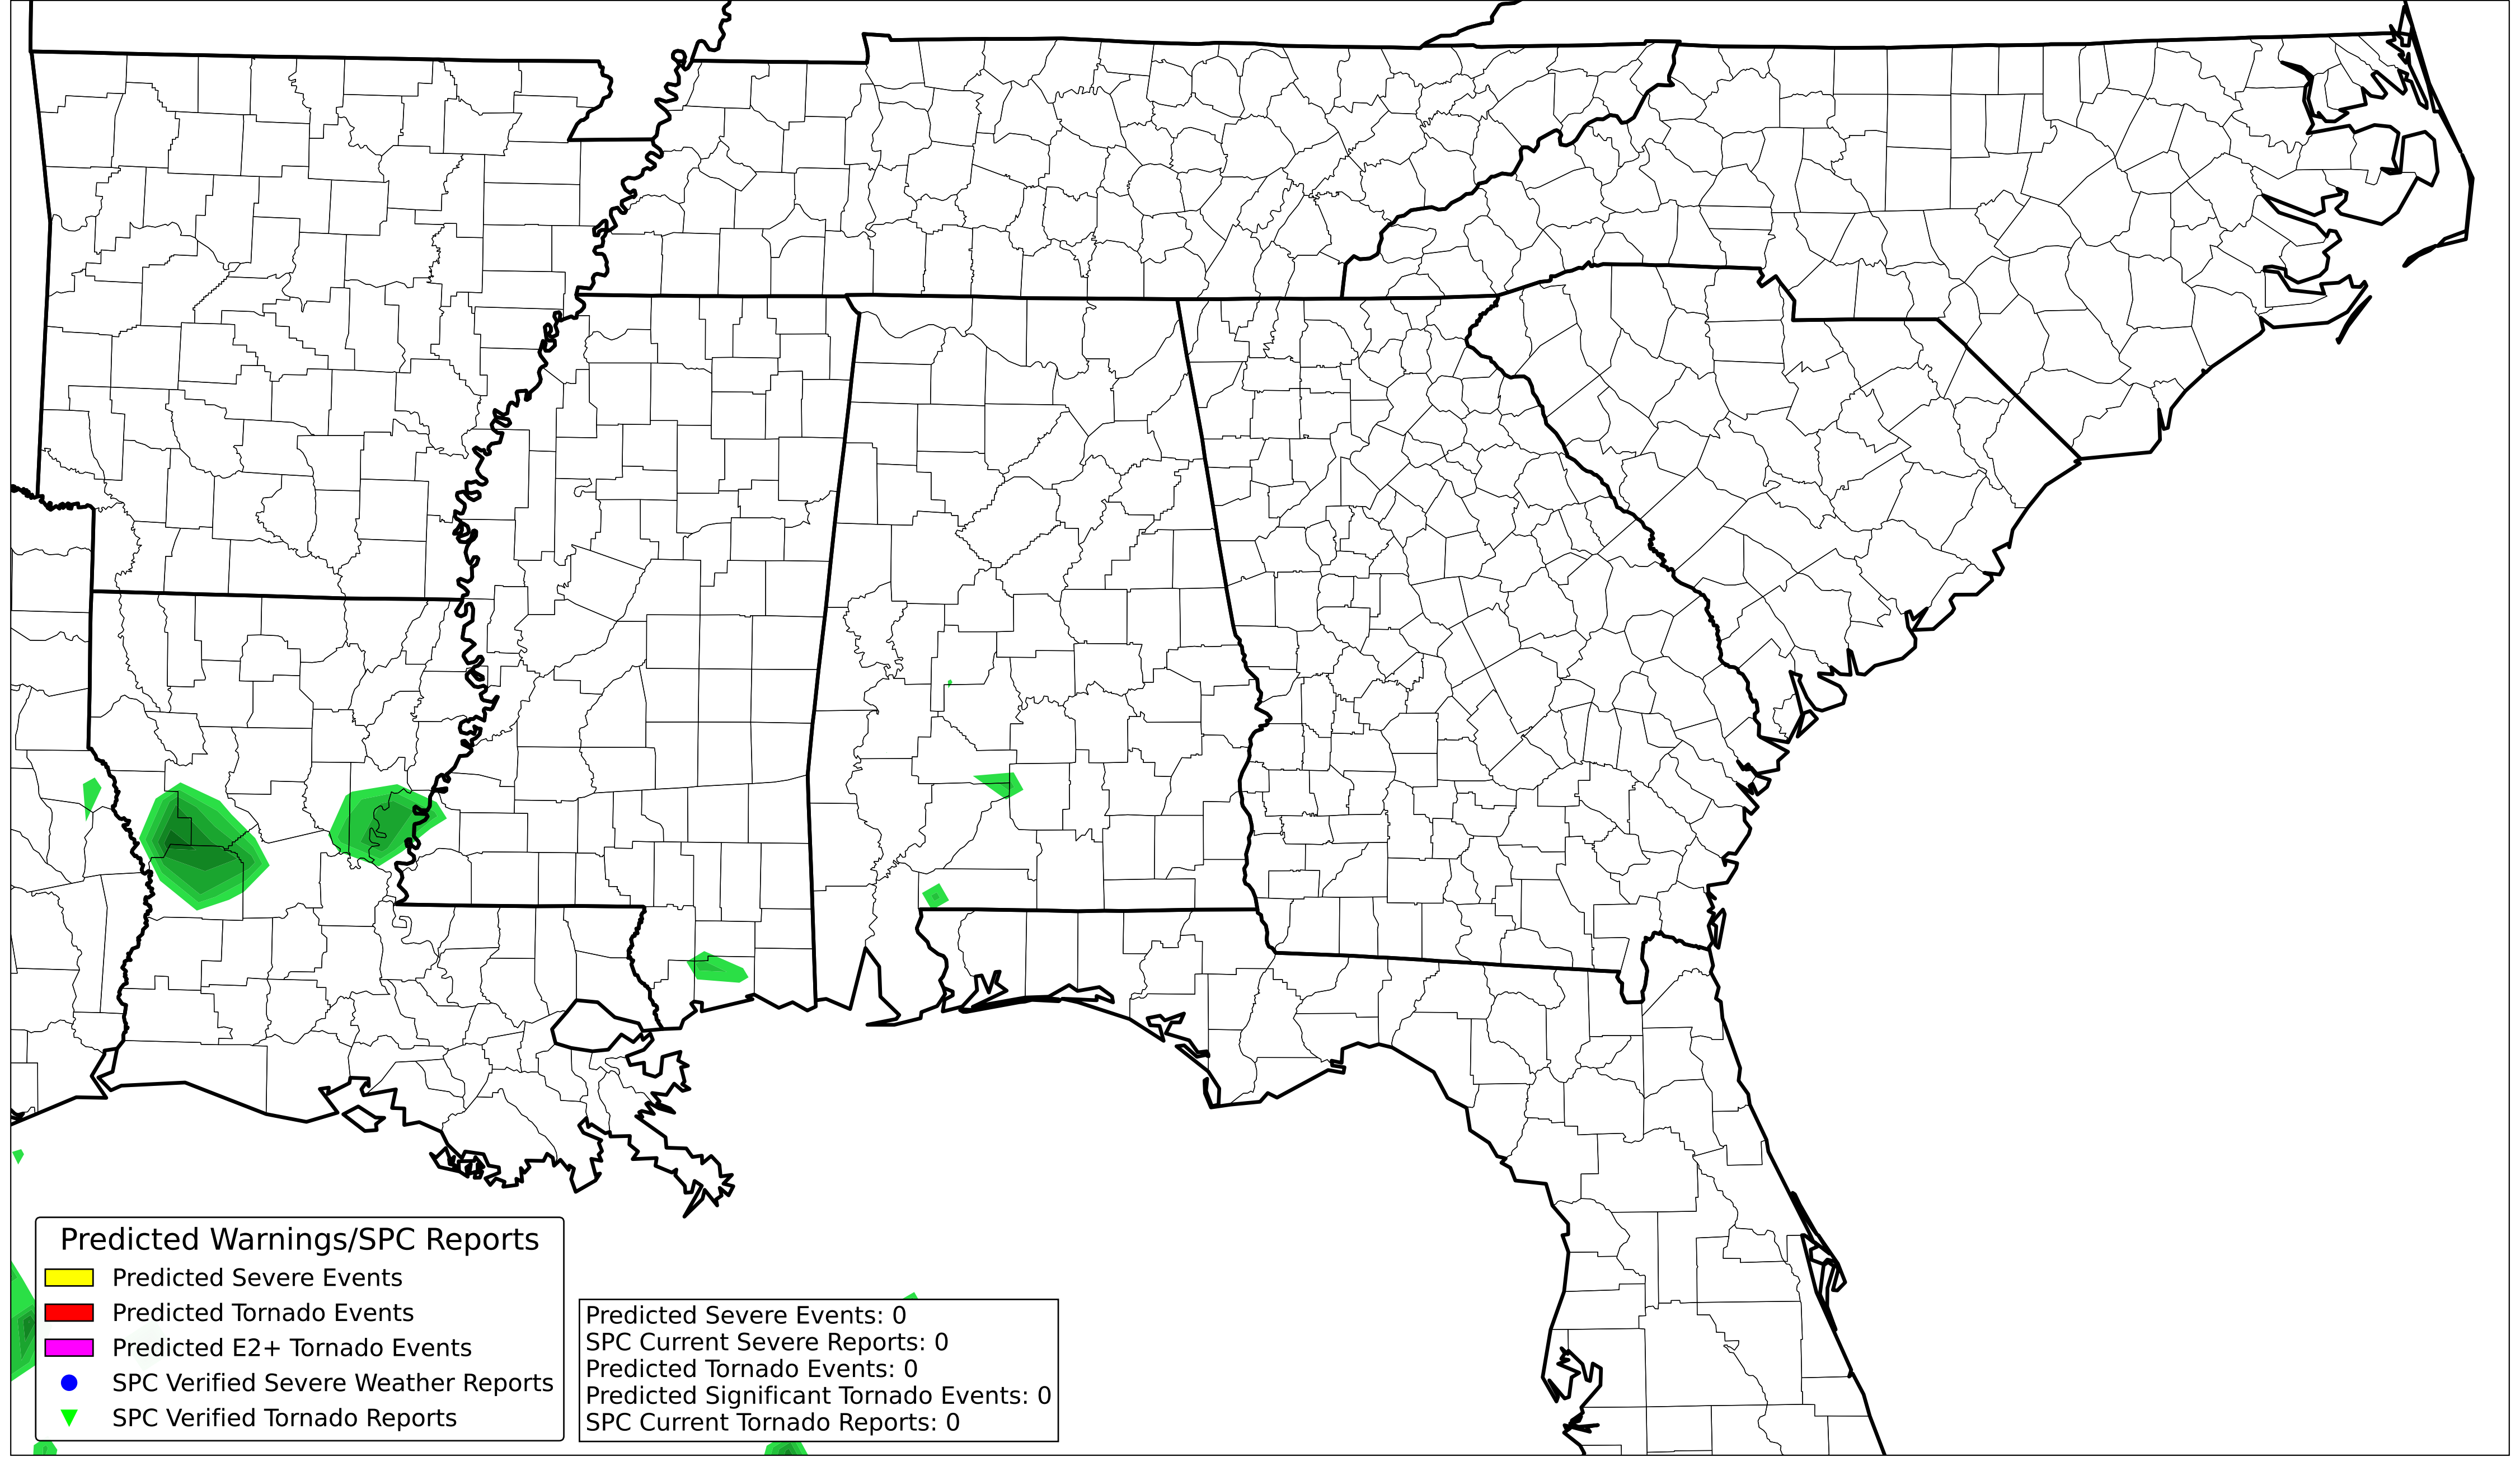 Predicted Warnings/SPC Reports
Predicted Severe Events
Predicted Tornado Events
Predicted E2+ Tornado Events
SPC Verified Severe Weather Reports
SPC Verified Tornado Reports
Predicted Severe Events: 0
SPC Current Severe Reports: 0
Predicted Tornado Events: 0
Predicted Significant Tornado Events: 0
SPC Current Tornado Reports: 0